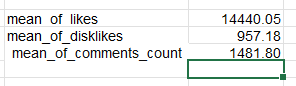 mean_of_likes 14440.05
mean_of_disklikes 957.18
mean_of_comments_count 1481.80